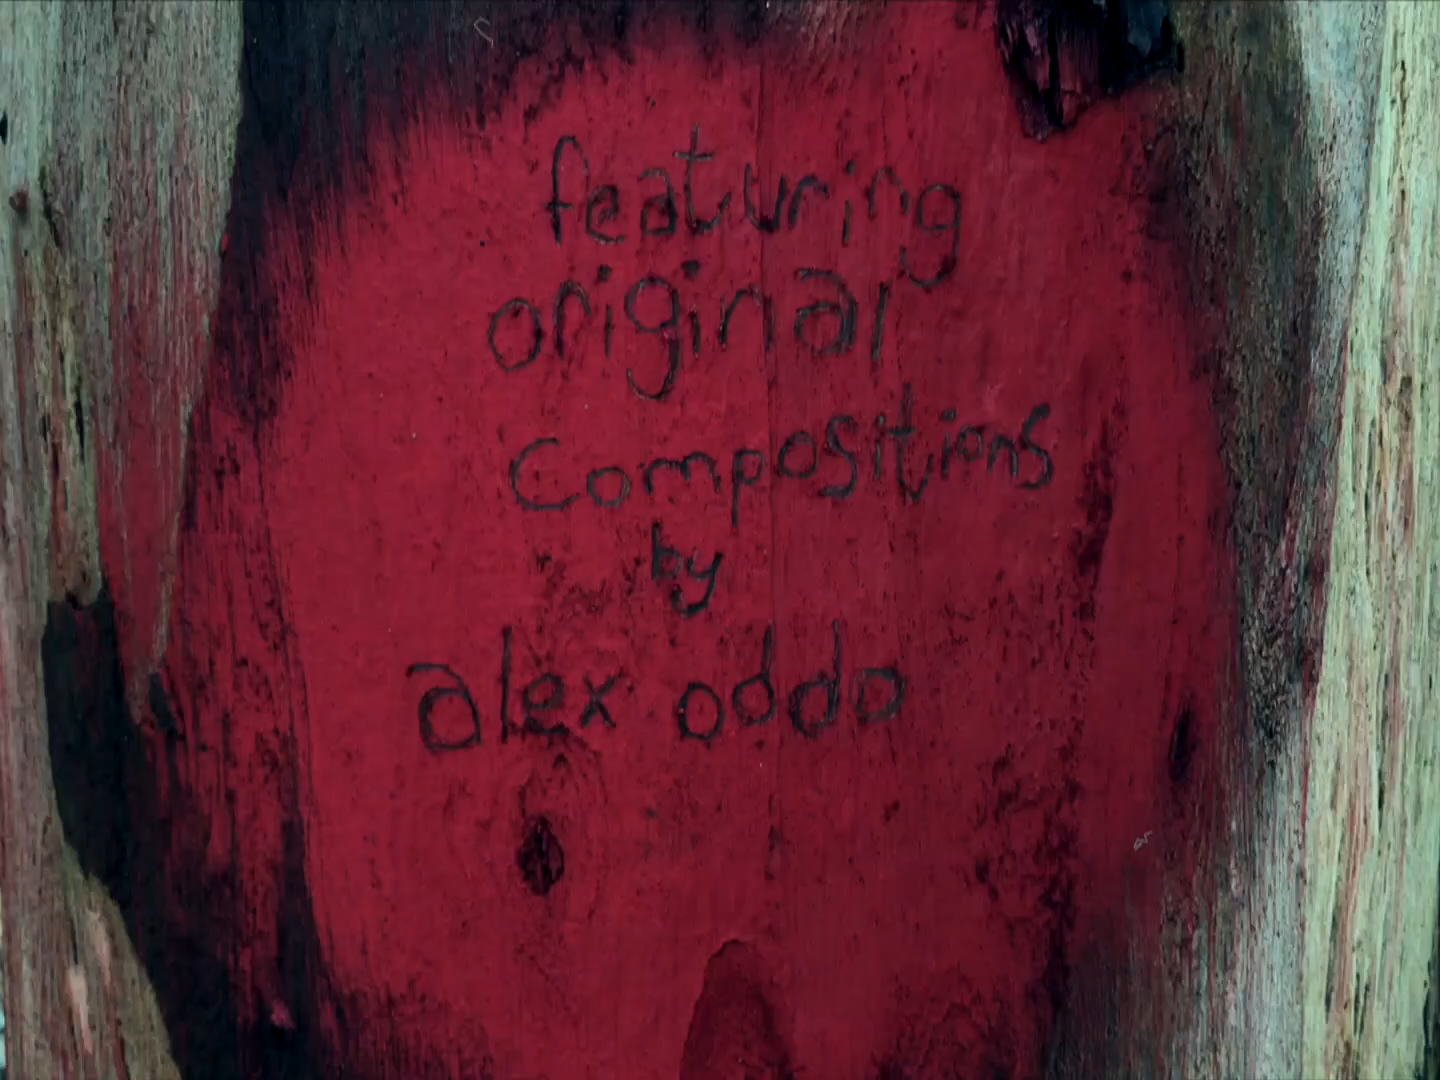 featuring
original
Compositions
by
alex oddo